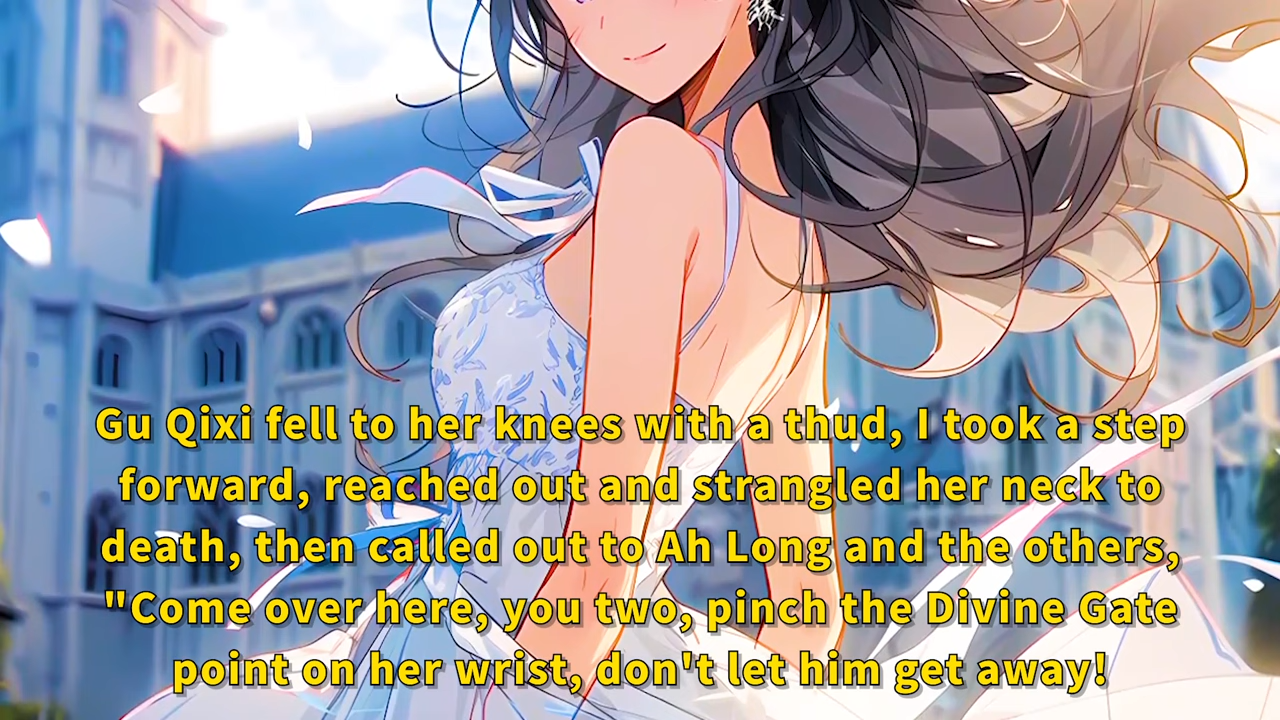 Gu Qixi fell to her knees with a thud, I took a step
forward, reached out and strangled her neck to
death, then called out to Ah Long and the others,
"Come over here, you two, pinch the Divine Gate
point on her wrist, don't let him get away!